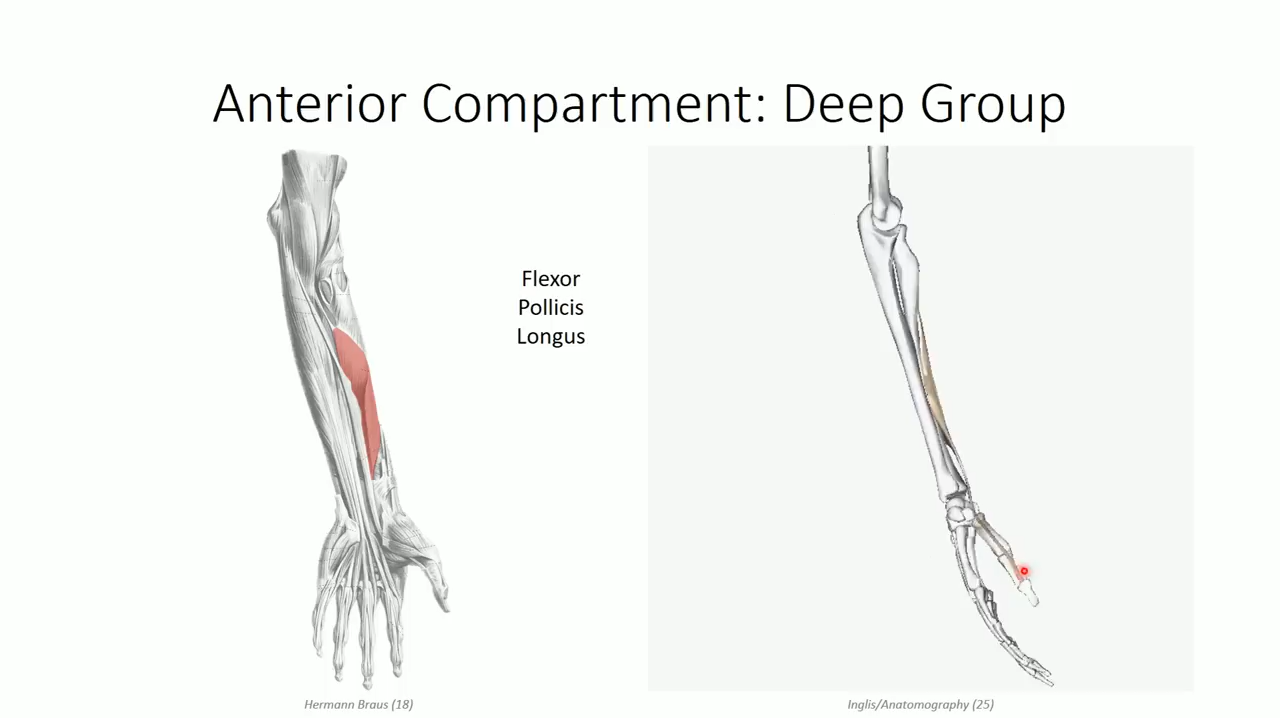 Anterior Compartment: Deep Group
Flexor
Pollicis
Longus
Hermann Braus (18)
Inglis/Anatomography (25)